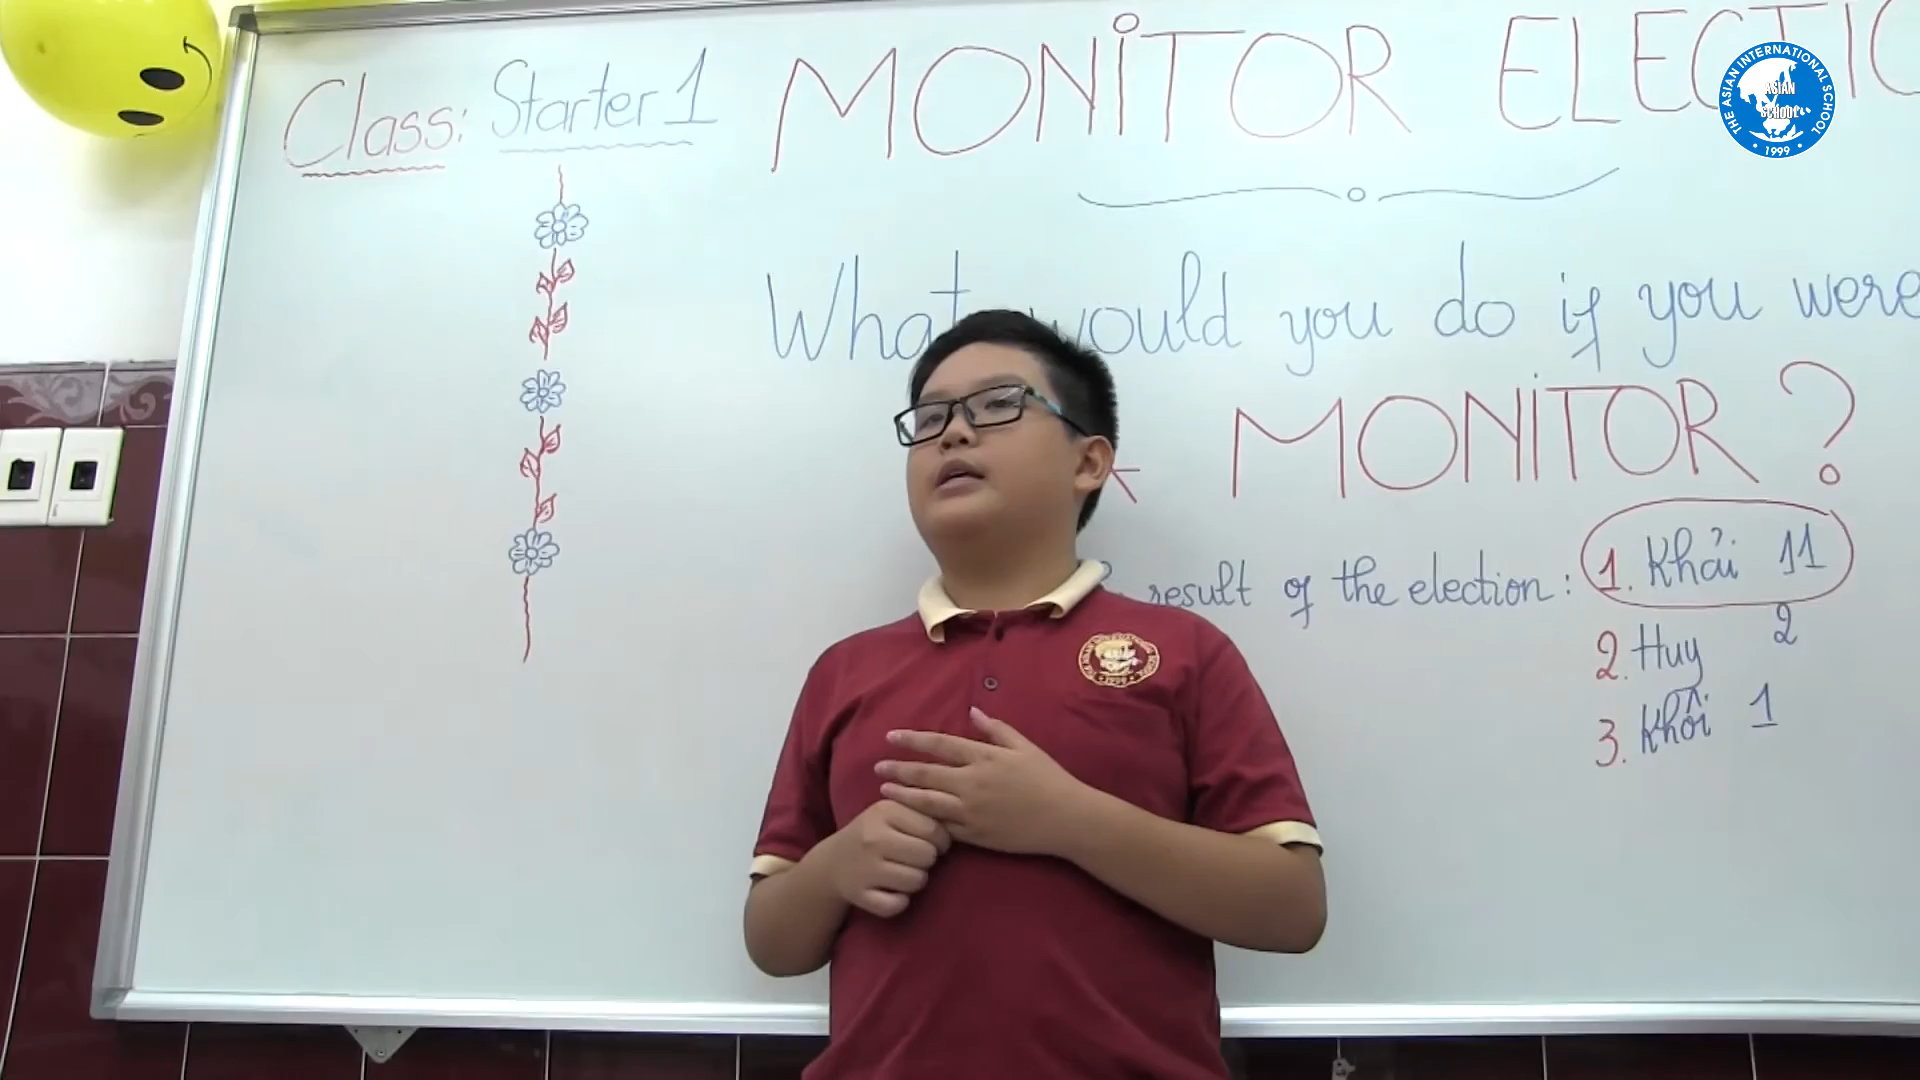 Class: Starter 1
MONITOR ELECTIO
THE ASIAN INTERNATIONAL SCHOOL
ASIAN
SCHOOL
1999
What would you do if you were
MONITOR?
result of the election:
1. Khải 11
2. Huy 2
3. Khôi 1